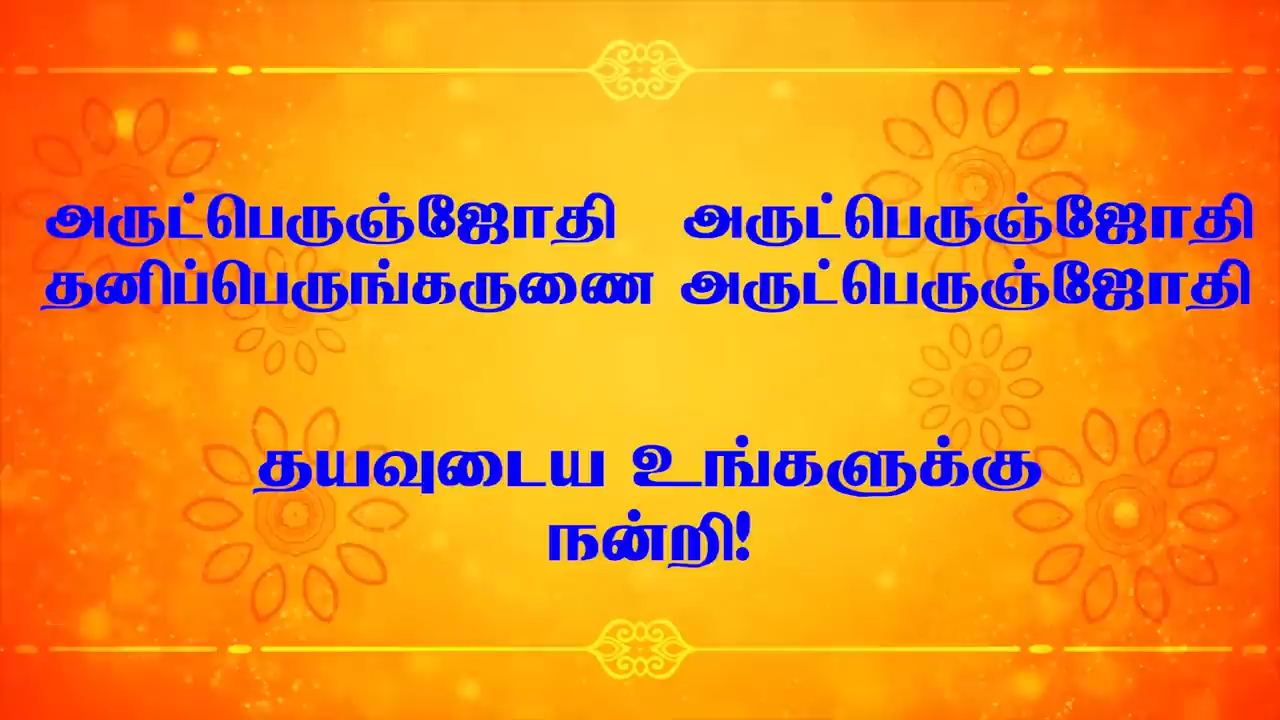 அருட்பெருஞ்ஜோதி அருட்பெருஞ்ஜோதி
தனிப்பெருங்கருணை அருட்பெருஞ்ஜோதி
தயவுடைய உங்களுக்கு
நன்றி!